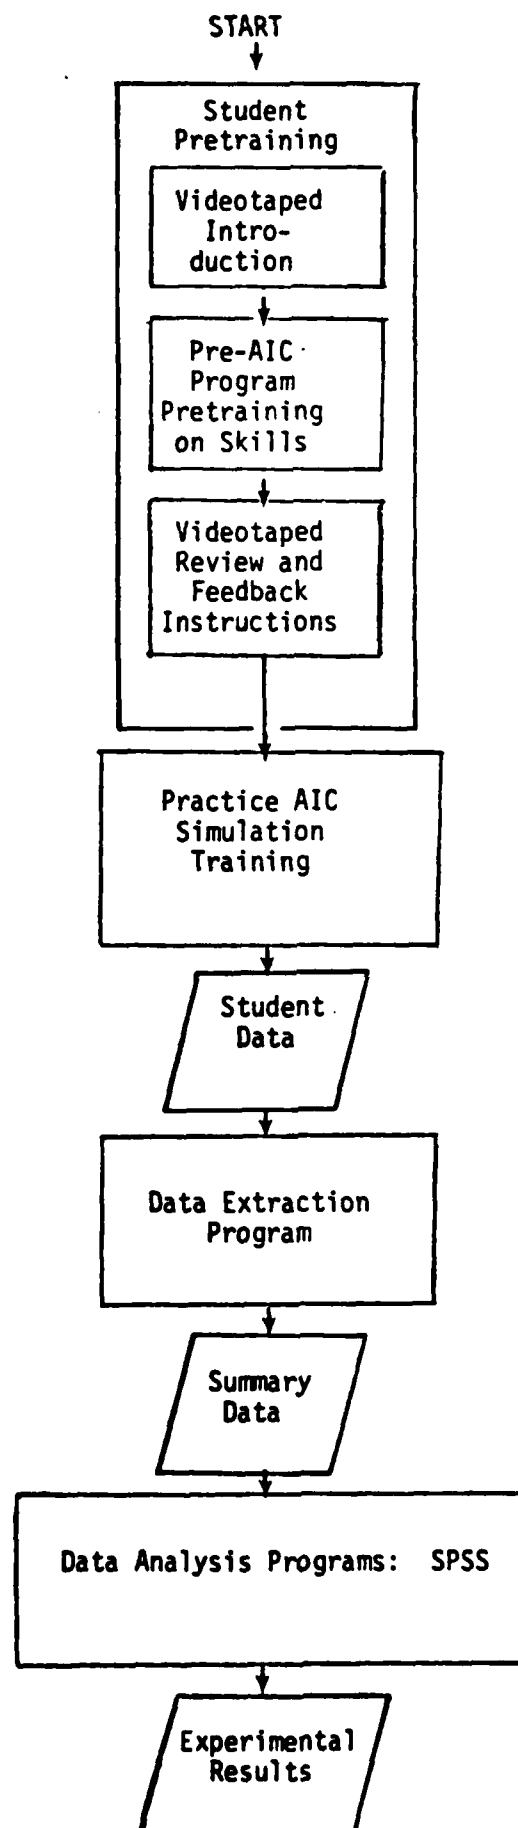 START
Student
Pretraining
Videotaped
Intro-
duction
Pre-AIC
Program
Pretraining
on Skills
Videotaped
Review and
Feedback
Instructions
Practice AIC
Simulation
Training
Student
Data
Data Extraction
Program
Summary
Data
Data Analysis Programs: SPSS
Experimental
Results